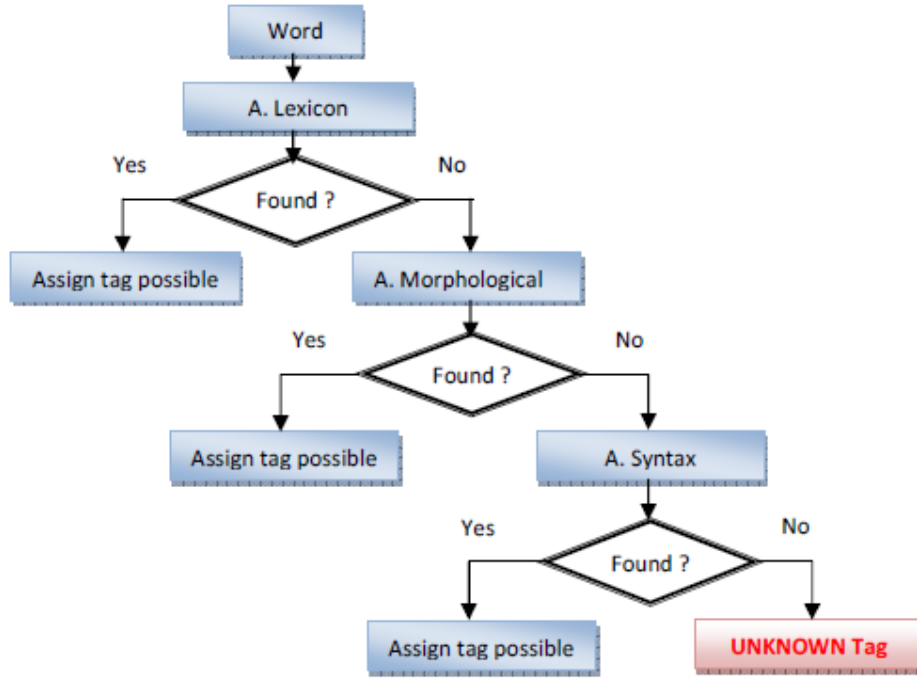 Word
A. Lexicon
Yes
No
Found ?
Assign tag possible
A. Morphological
Yes
No
Found ?
Assign tag possible
A. Syntax
Yes
No
Found ?
Assign tag possible
UNKNOWN Tag